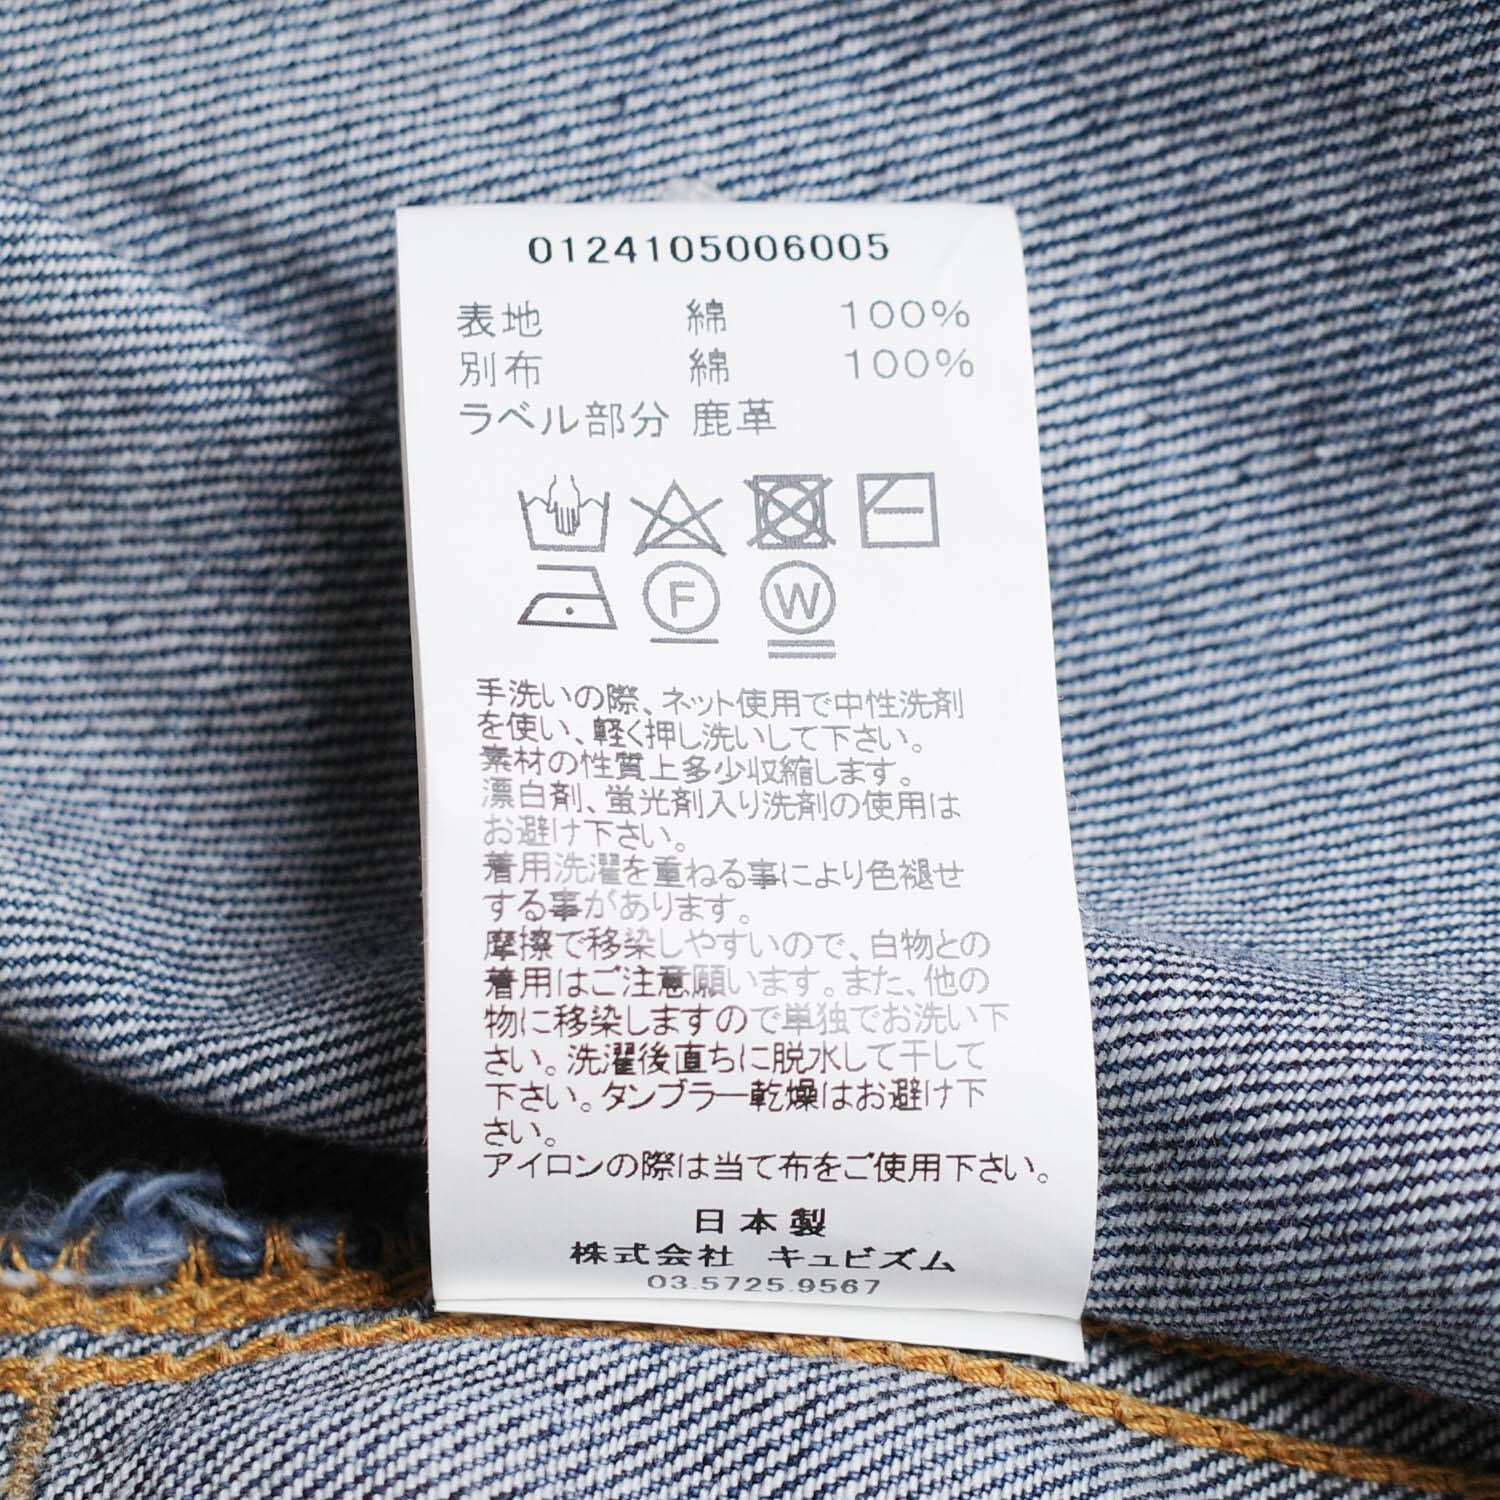 0124105006005
表地 綿 100%
別布 綿 100%
ラベル部分 鹿革
F W
手洗いの際、ネット使用で中性洗剤
を使い、軽く押し洗いして下さい。
素材の性質上多少収縮します。
漂白剤、蛍光剤入り洗剤の使用は
お避け下さい。
着用洗濯を重ねる事により色褪せ
する事があります。
摩擦で移染しやすいので、白物との
着用はご注意願います。また、他の
物に移染しますので単独でお洗い下
さい。洗濯後直ちに脱水して干して
下さい。タンブラー乾燥はお避け下
さい。
アイロンの際は当て布をご使用下さい。
日本製
株式会社 キュビズム
03.5725.9567